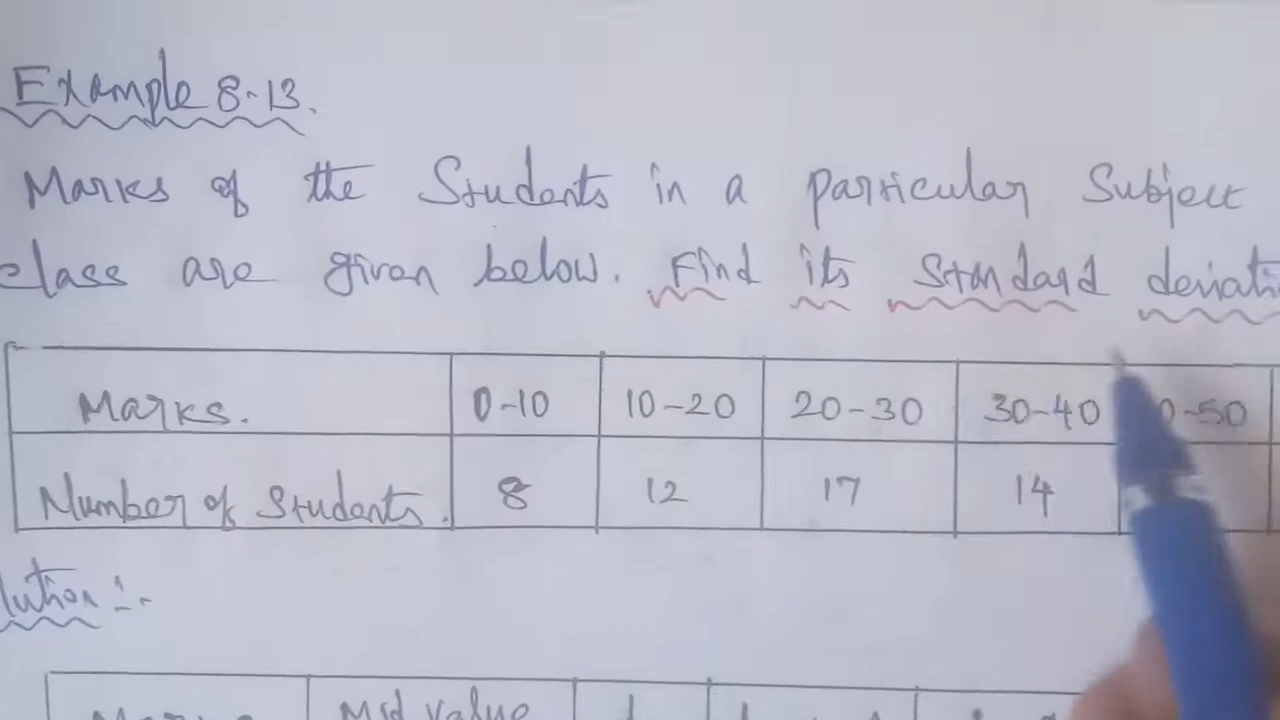 Example 8.13.
Marks of the Students in a particular Subject
class are given below. Find its Standard
Marks. 0-10 10-20 20-30 30-40
Number of Students. 8 12 17 14
Mid value